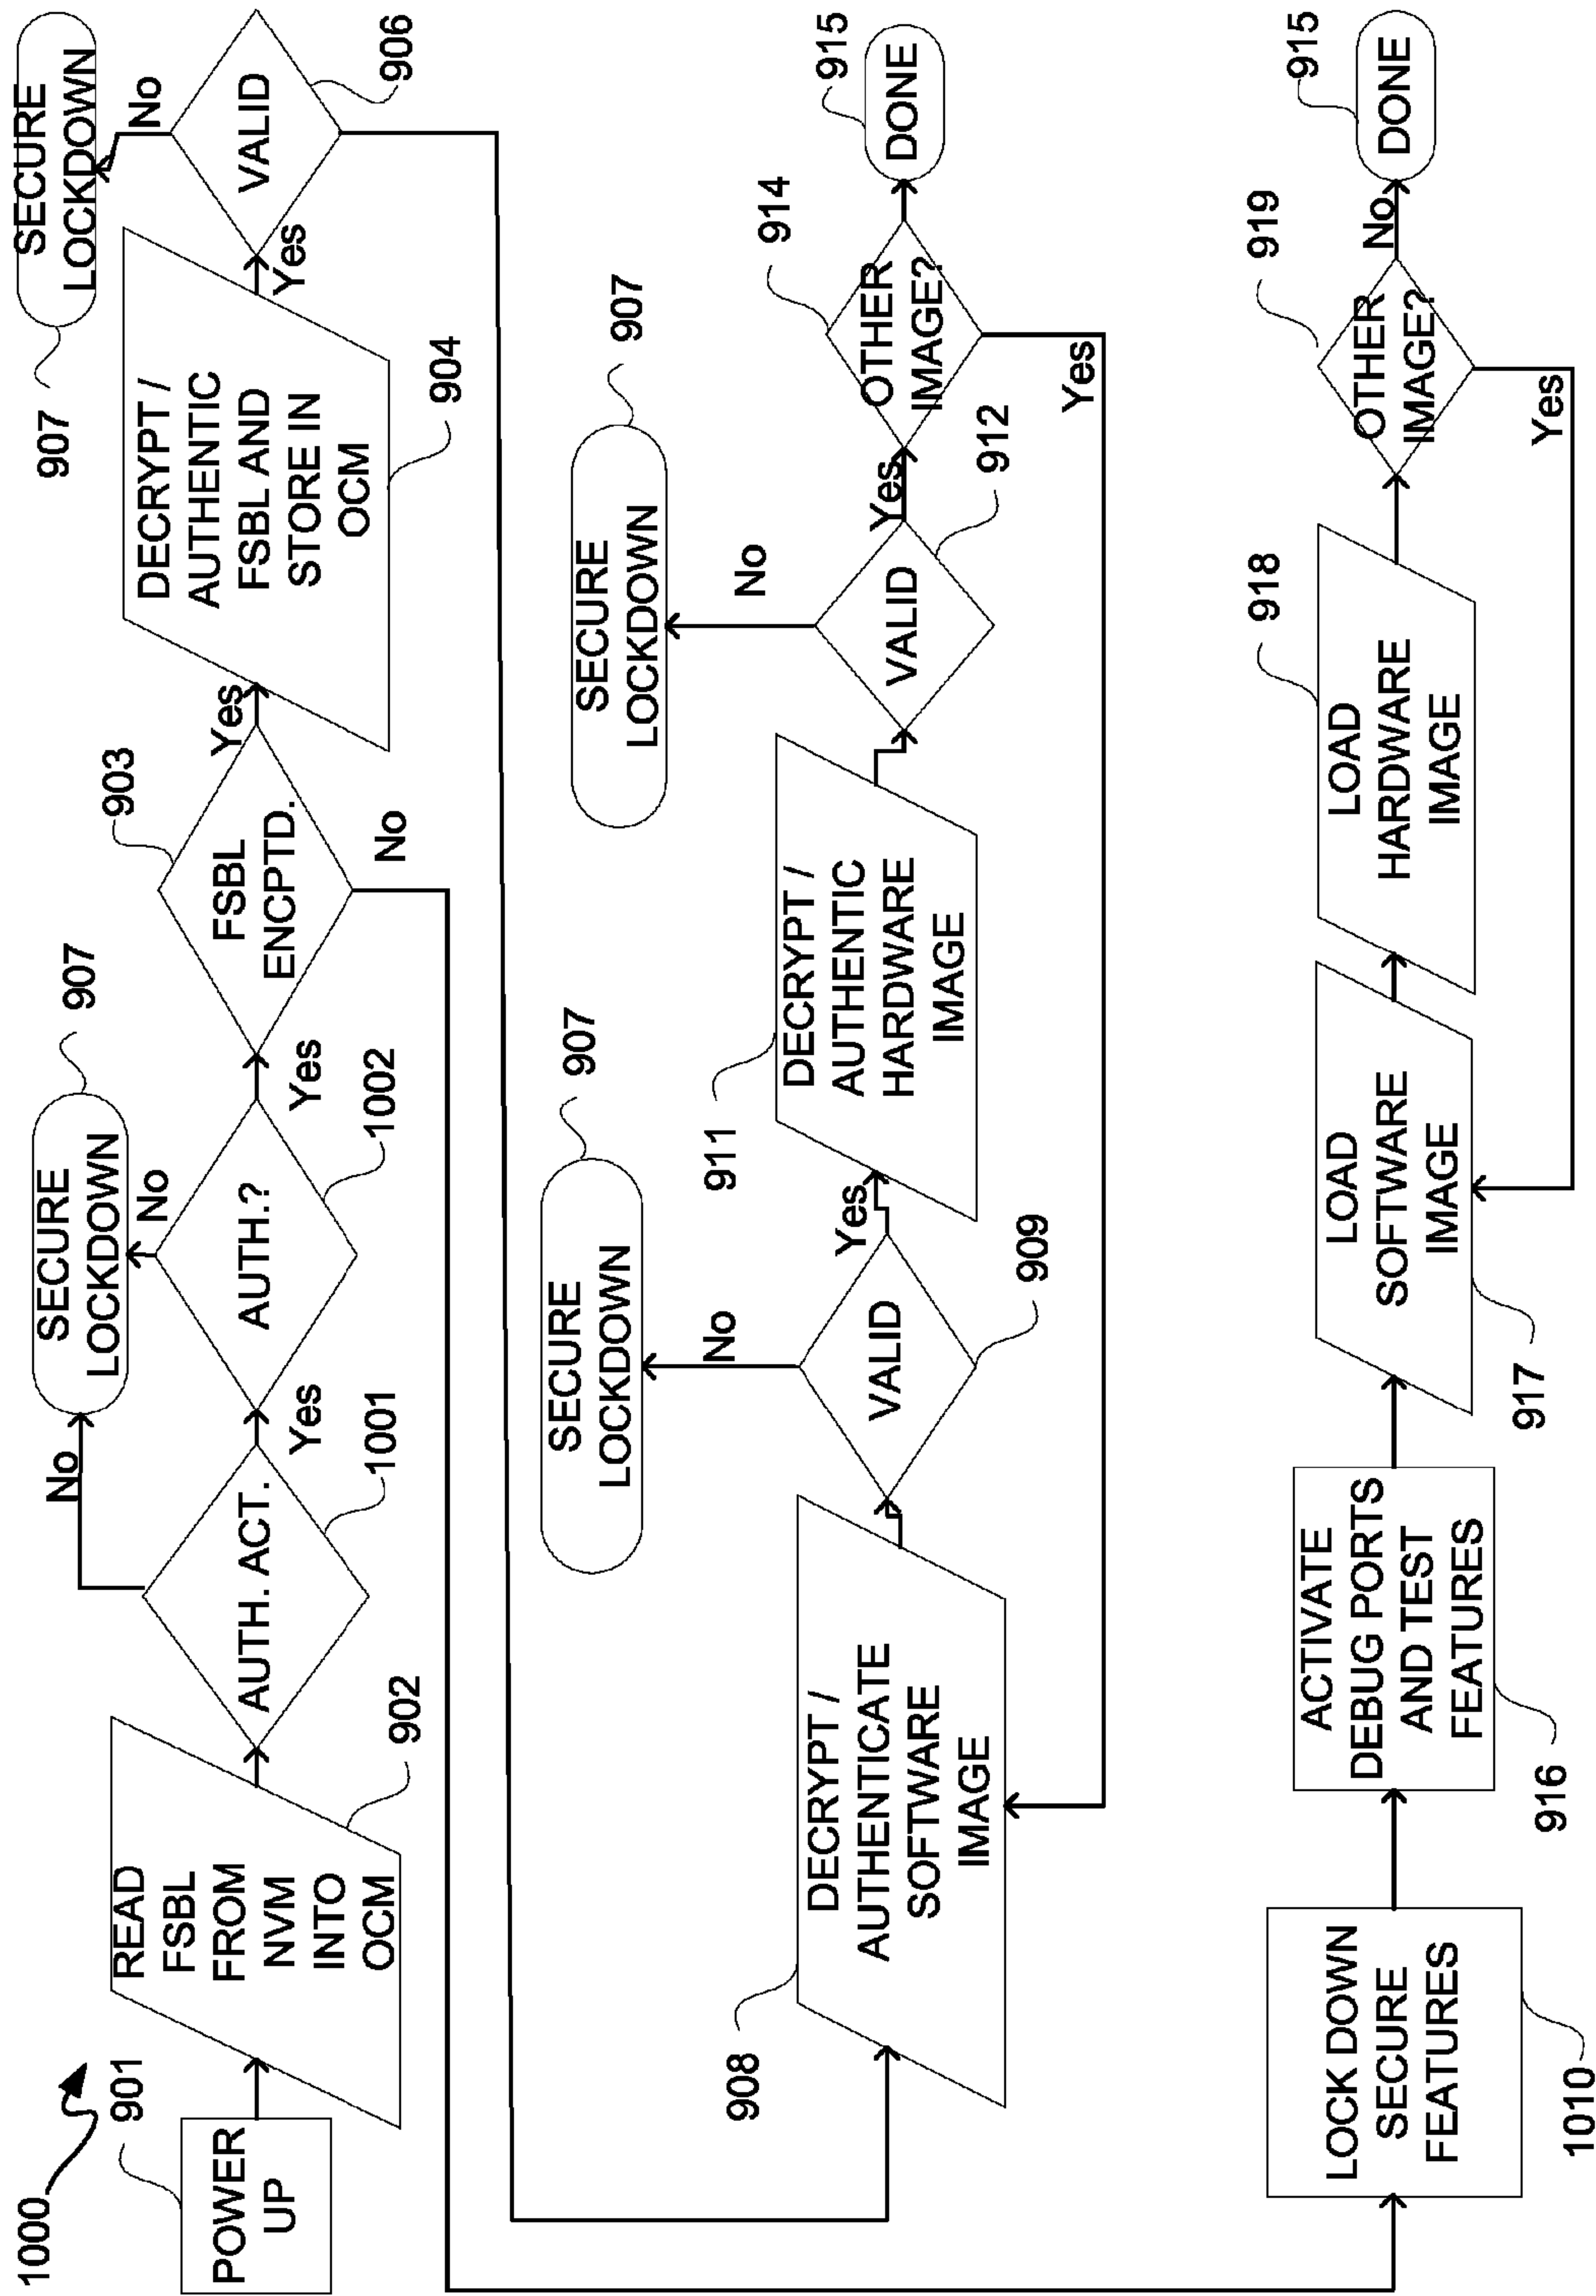 1000
901
POWER
UP
READ
FSBL
FROM
NVM
INTO
OCM
902
AUTH. ACT.
1001
No
Yes
SECURE
LOCKDOWN
907
AUTH.?
1002
No
Yes
FSBL
ENCPTD.
903
Yes
No
DECRYPT /
AUTHENTIC
FSBL AND
STORE IN
OCM
904
Yes
VALID
906
No
SECURE
LOCKDOWN
907
908
DECRYPT /
AUTHENTICATE
SOFTWARE
IMAGE
VALID
909
No
SECURE
LOCKDOWN
907
Yes
911
DECRYPT /
AUTHENTIC
HARDWARE
IMAGE
VALID
912
No
SECURE
LOCKDOWN
907
Yes
OTHER
IMAGE?
914
Yes
DONE
915
LOCK DOWN
SECURE
FEATURES
1010
ACTIVATE
DEBUG PORTS
AND TEST
FEATURES
916
LOAD
SOFTWARE
IMAGE
917
LOAD
HARDWARE
IMAGE
918
OTHER
IMAGE?
919
Yes
No
DONE
915